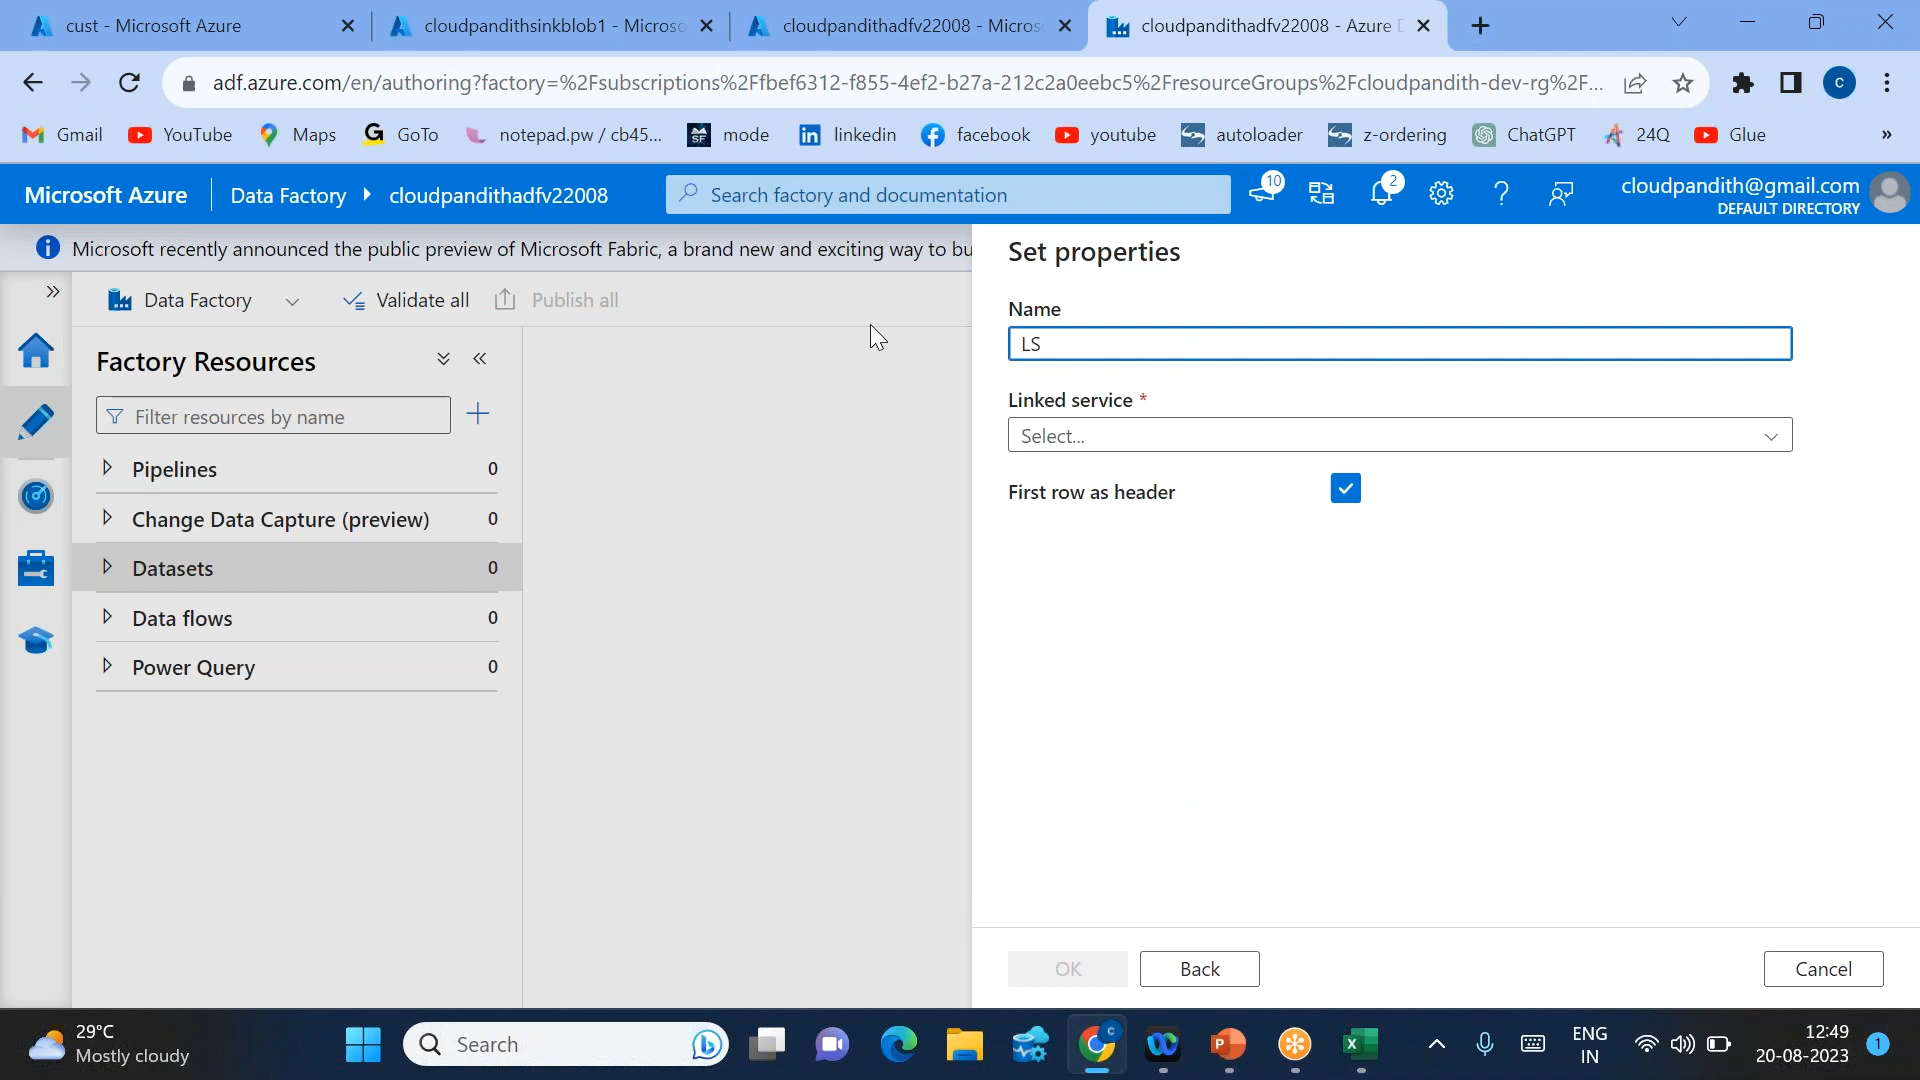 cust - Microsoft Azure
cloudpandithsinkblob1 - Microso
cloudpandithadfv22008 - Micros
cloudpandithadfv22008 - Azure D
adf.azure.com/en/authoring?factory=%2Fsubscriptions%2Ffbef6312-f855-4ef2-b27a-212c2a0eebc5%2FresourceGroups%2Fcloudpandith-dev-rg%2F...
C
Gmail
YouTube
Maps
GoTo
notepad.pw / cb45...
mode
linkedin
facebook
youtube
autoloader
z-ordering
ChatGPT
24Q
Glue
»
Microsoft Azure
Data Factory
cloudpandithadfv22008
Search factory and documentation
10
2
cloudpandith@gmail.com
DEFAULT DIRECTORY
Microsoft recently announced the public preview of Microsoft Fabric, a brand new and exciting way to bu
Data Factory
Validate all
Publish all
Factory Resources
Filter resources by name
Pipelines 0
Change Data Capture (preview) 0
Datasets 0
Data flows 0
Power Query 0
Set properties
Name
LS
Linked service *
Select...
First row as header
OK
Back
Cancel
29°C
Mostly cloudy
Search
ENG
IN
12:49
20-08-2023
1